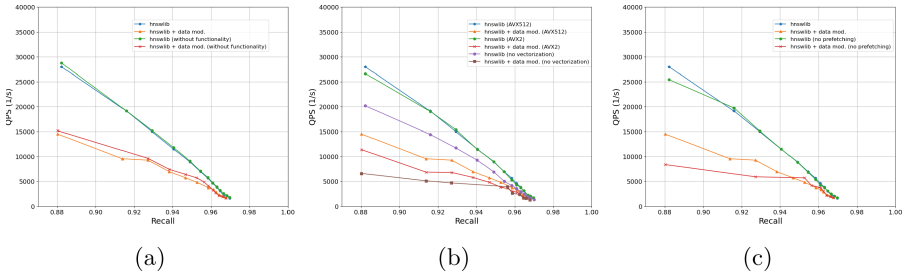 40000
35000
30000
25000
20000
15000
10000
5000
0
QPS (1/s)
0.88 0.90 0.92 0.94 0.96 0.98 1.00
Recall
hnswlib
hnswlib + data mod.
hnswlib (without functionality)
hnswlib + data mod. (without functionality)
(a)
40000
35000
30000
25000
20000
15000
10000
5000
0
QPS (1/s)
0.88 0.90 0.92 0.94 0.96 0.98 1.00
Recall
hnswlib (AVX512)
hnswlib + data mod. (AVX512)
hnswlib (AVX2)
hnswlib + data mod. (AVX2)
hnswlib (no vectorization)
hnswlib + data mod. (no vectorization)
(b)
40000
35000
30000
25000
20000
15000
10000
5000
0
QPS (1/s)
0.88 0.90 0.92 0.94 0.96 0.98 1.00
Recall
hnswlib
hnswlib + data mod.
hnswlib (no prefetching)
hnswlib + data mod. (no prefetching)
(c)